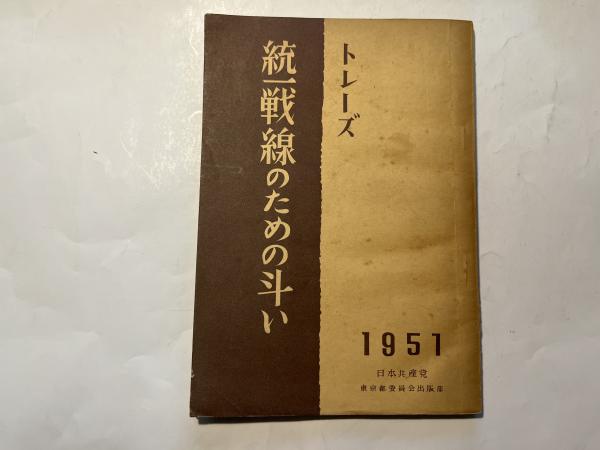 トレーズ
統一戦線のための斗い
1951
日本共産党
東京都委員会出版部